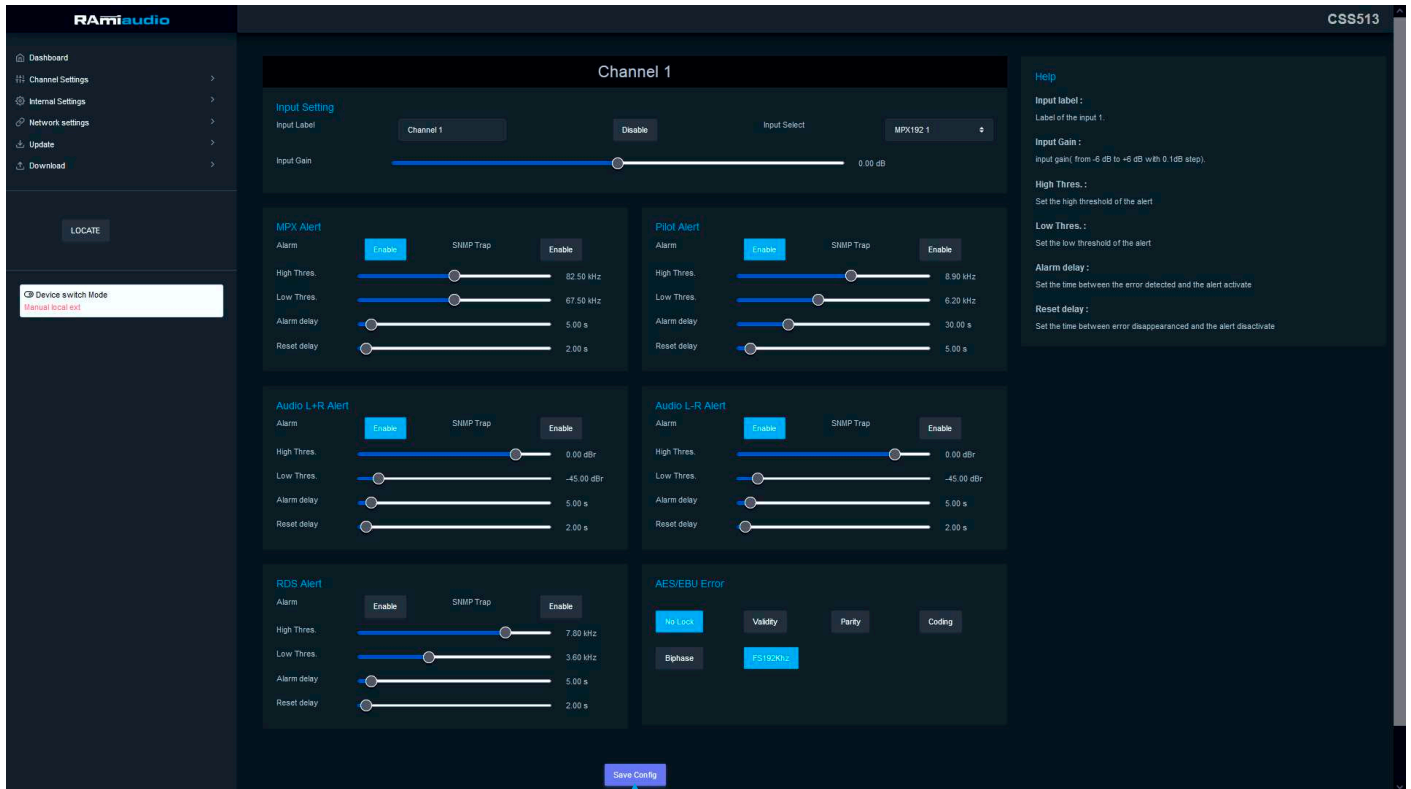 RAmiaudio
CSS513
Dashboard
Channel Settings
Internal Settings
Network settings
Update
Download
LOCATE
Device switch Mode
Manual local ext
Channel 1
Input Setting
Input Label Channel 1 Disable Input Select MPX192 1
Input Gain 0.00 dB
MPX Alert
Alarm Enable SNMP Trap Enable
High Thres. 82.50 kHz
Low Thres. 67.50 kHz
Alarm delay 5.00 s
Reset delay 2.00 s
Pilot Alert
Alarm Enable SNMP Trap Enable
High Thres. 8.90 kHz
Low Thres. 6.20 kHz
Alarm delay 30.00 s
Reset delay 5.00 s
Audio L+R Alert
Alarm Enable SNMP Trap Enable
High Thres. 0.00 dBr
Low Thres. -45.00 dBr
Alarm delay 5.00 s
Reset delay 2.00 s
Audio L-R Alert
Alarm Enable SNMP Trap Enable
High Thres. 0.00 dBr
Low Thres. -45.00 dBr
Alarm delay 5.00 s
Reset delay 2.00 s
RDS Alert
Alarm Enable SNMP Trap Enable
High Thres. 7.80 kHz
Low Thres. 3.60 kHz
Alarm delay 5.00 s
Reset delay 2.00 s
AES/EBU Error
No Lock Validity Parity Coding
Biphase FS192Khz
Save Config
Help
Input label :
Label of the input 1.
Input Gain :
input gain( from -6 dB to +6 dB with 0.1dB step).
High Thres. :
Set the high threshold of the alert
Low Thres. :
Set the low threshold of the alert
Alarm delay :
Set the time between the error detected and the alert activate
Reset delay :
Set the time between error disappearanced and the alert disactivate